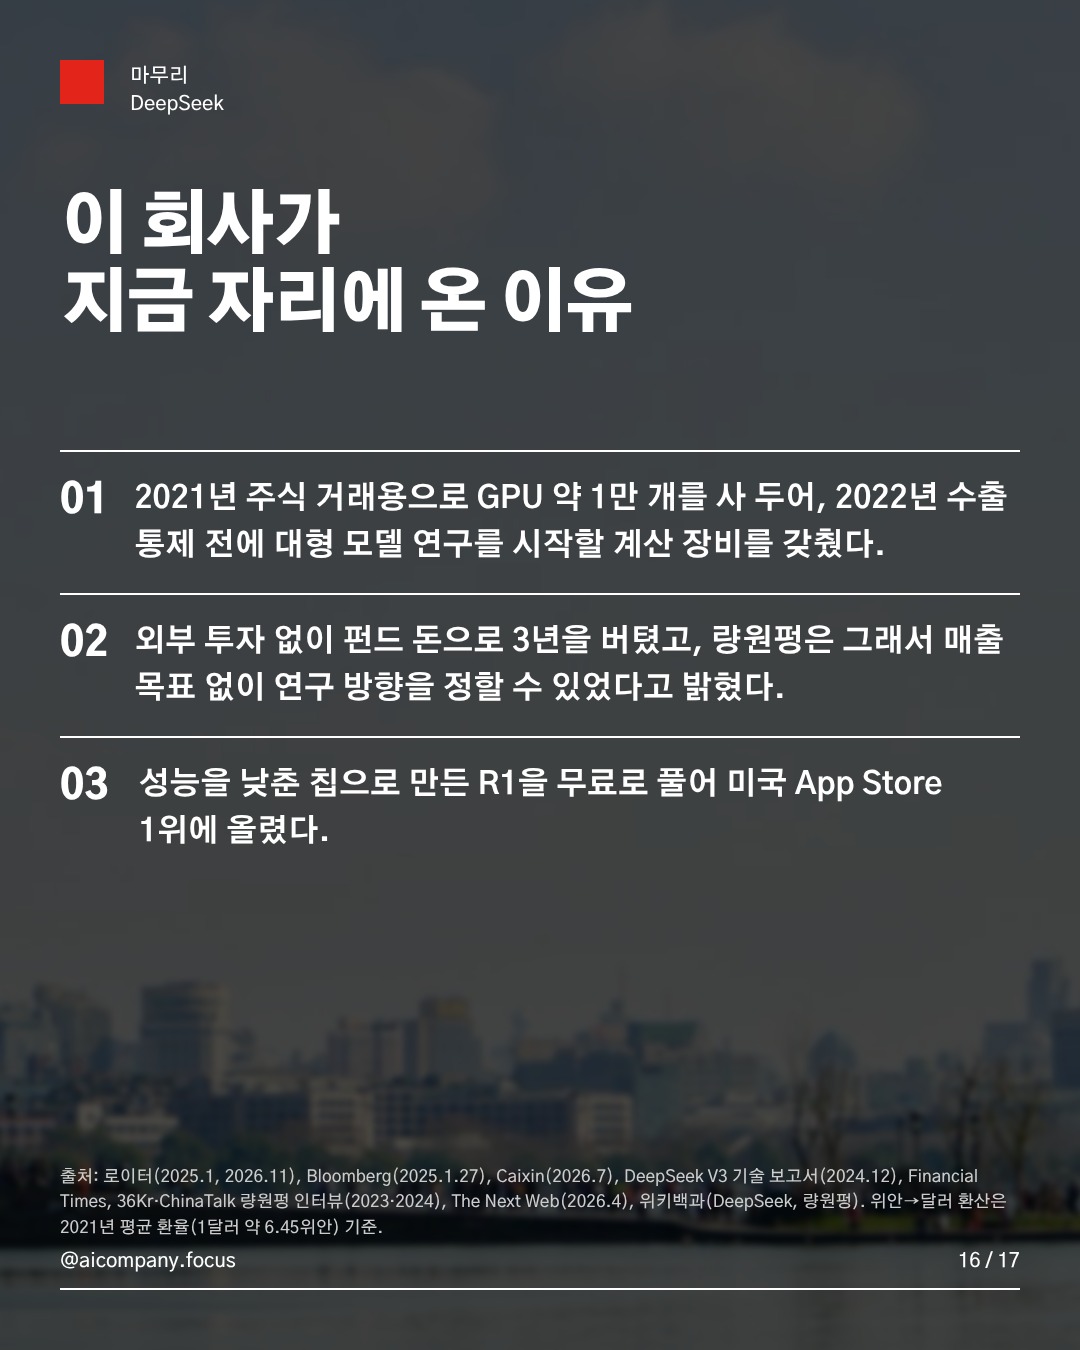 마무리
DeepSeek
이 회사가
지금 자리에 온 이유
01 2021년 주식 거래용으로 GPU 약 1만 개를 사 두어, 2022년 수출
통제 전에 대형 모델 연구를 시작할 계산 장비를 갖췄다.
02 외부 투자 없이 펀드 돈으로 3년을 버텼고, 량원펑은 그래서 매출
목표 없이 연구 방향을 정할 수 있었다고 밝혔다.
03 성능을 낮춘 칩으로 만든 R1을 무료로 풀어 미국 App Store
1위에 올렸다.
출처: 로이터(2025.1, 2026.11), Bloomberg(2025.1.27), Caixin(2026.7), DeepSeek V3 기술 보고서(2024.12), Financial
Times, 36Kr·ChinaTalk 량원펑 인터뷰(2023·2024), The Next Web(2026.4), 위키백과(DeepSeek, 량원펑). 위안→달러 환산은
2021년 평균 환율(1달러 약 6.45위안) 기준.
@aicompany.focus 16 / 17